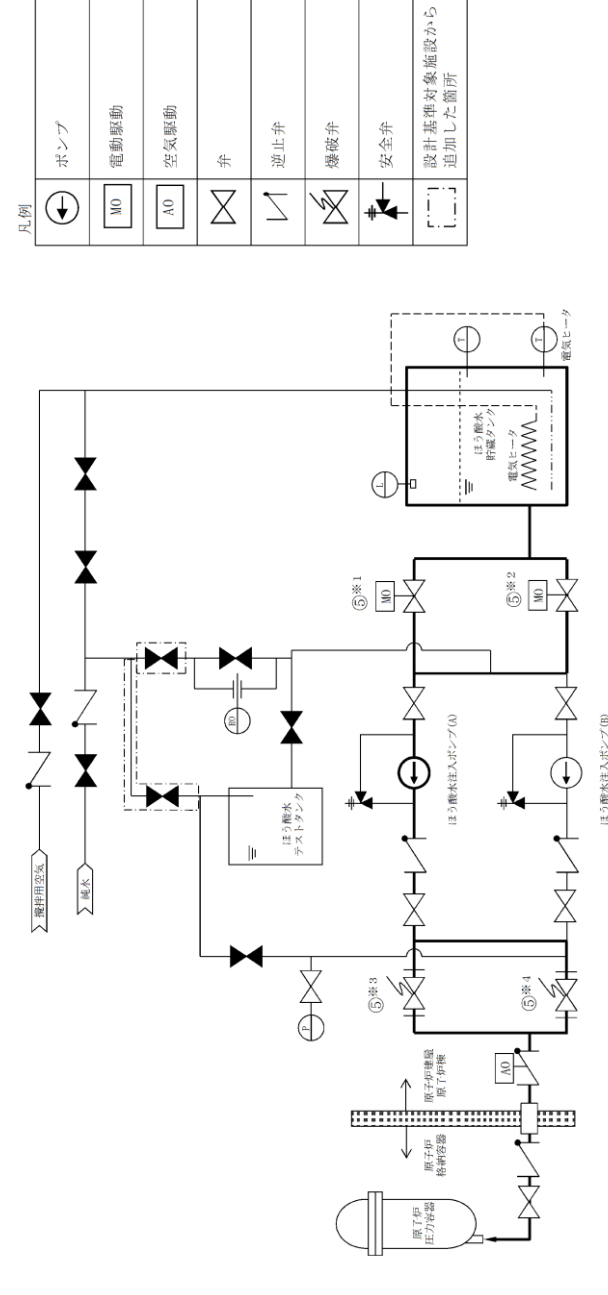 凡例
ポンプ
MO
電動駆動
AO
空気駆動
弁
逆止弁
爆破弁
安全弁
設計基準対象施設から
追加した箇所
攪拌用空気
純水
RO
ほう酸水
テストタンク
P
⑤※3
⑤※4
AO
原子炉建屋
原子炉棟
原子炉
格納容器
原子炉
圧力容器
ほう酸水注入ポンプ(A)
ほう酸水注入ポンプ(B)
⑤※1
MO
⑤※2
MO
L
ほう酸水
貯蔵タンク
電気ヒータ
T
T
電気ヒータ